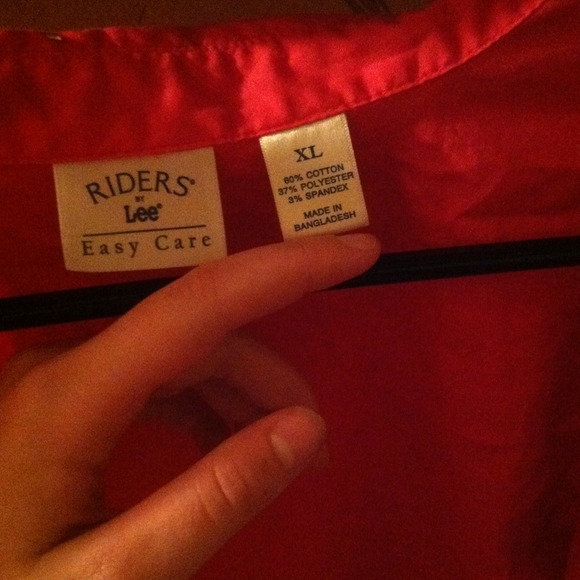 RIDERS®
BY
Lee®
Easy Care
XL
60% COTTON
37% POLYESTER
3% SPANDEX
MADE IN
BANGLADESH